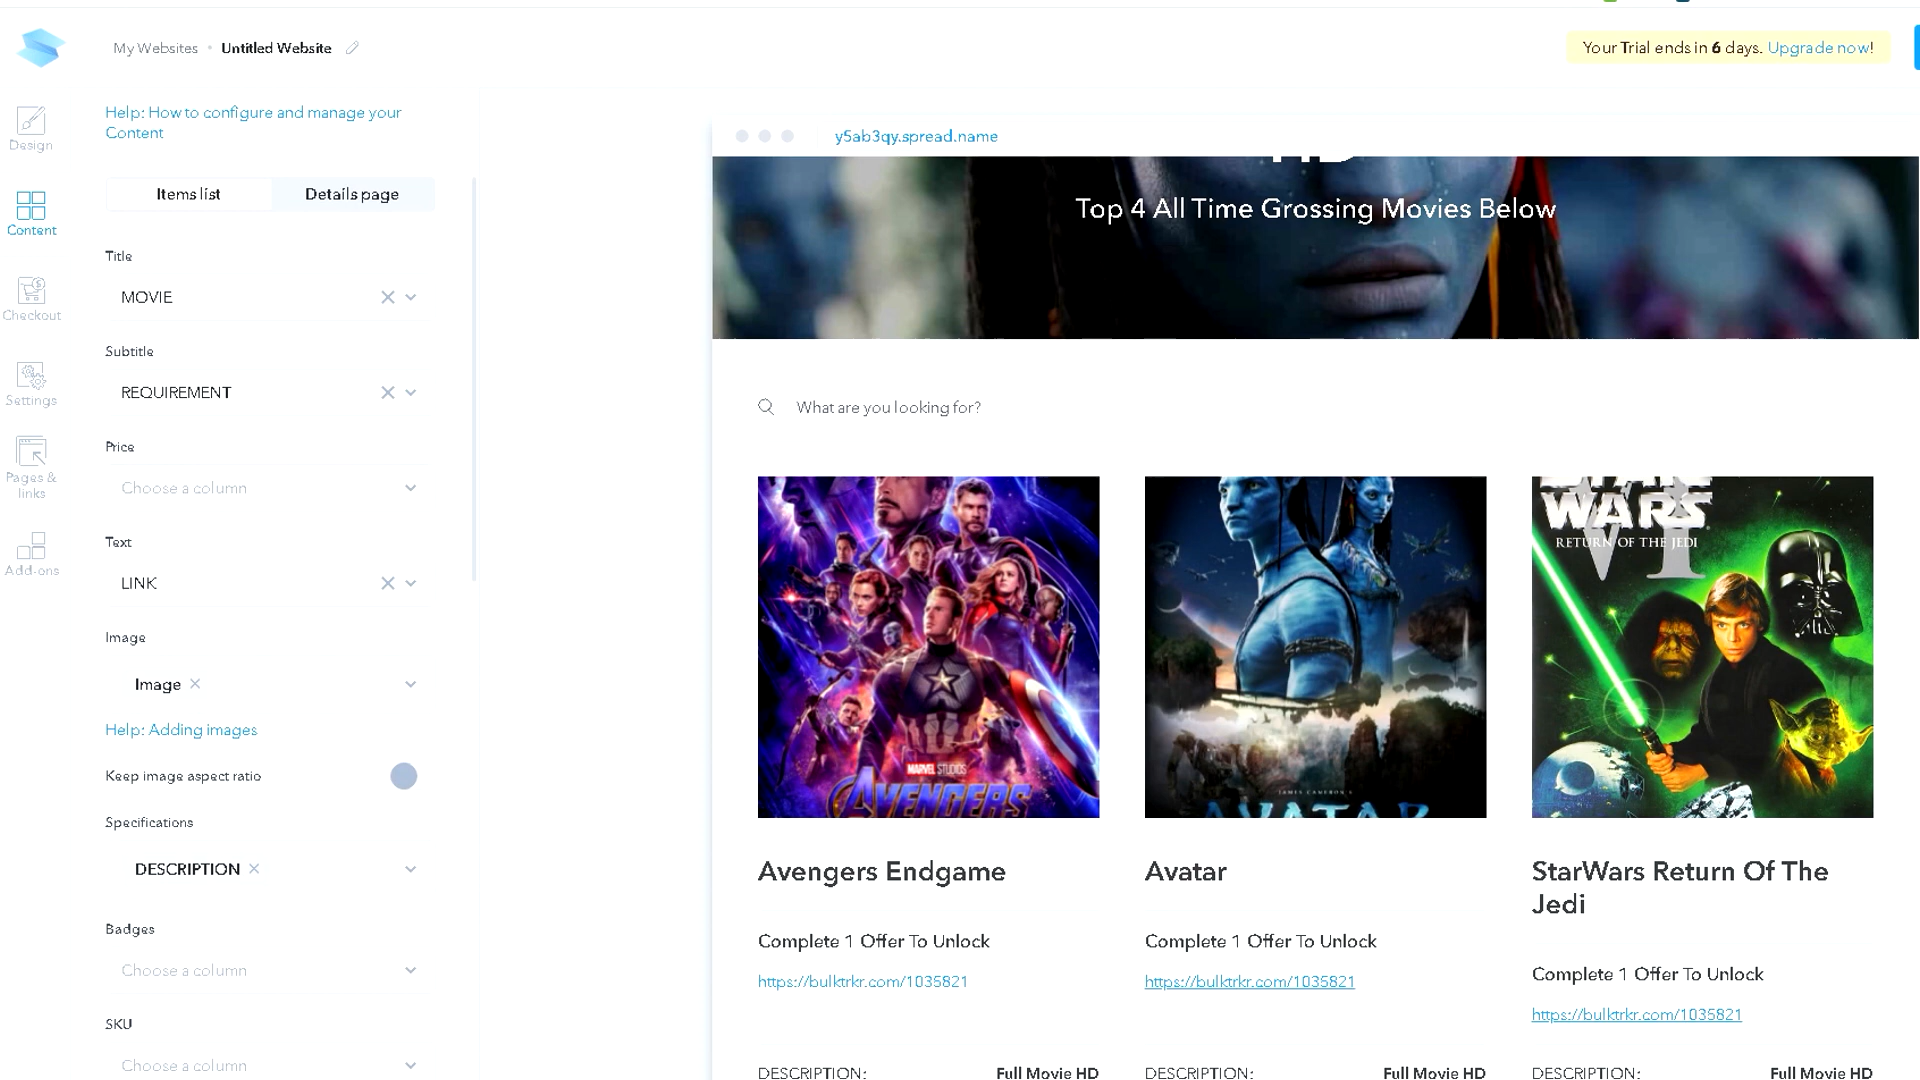 My Websites • Untitled Website
Your Trial ends in 6 days. Upgrade now!
Design
Content
Checkout
Settings
Pages &
links
Add-ons
Help: How to configure and manage your
Content
Items list
Details page
Title
MOVIE
Subtitle
REQUIREMENT
Price
Choose a column
Text
LINK
Image
Image
Help: Adding images
Keep image aspect ratio
Specifications
DESCRIPTION
Badges
Choose a column
SKU
Choose a column
y5ab3qy.spread.name
HD
Top 4 All Time Grossing Movies Below
What are you looking for?
MARVEL STUDIOS
AVENGERS
JAMES CAMERON'S
AVATAR
STAR
WARS
RETURN OF THE JEDI
VI
Avengers Endgame
Complete 1 Offer To Unlock
https://bulktrkr.com/1035821
DESCRIPTION: Full Movie HD
Avatar
Complete 1 Offer To Unlock
https://bulktrkr.com/1035821
DESCRIPTION: Full Movie HD
StarWars Return Of The
Jedi
Complete 1 Offer To Unlock
https://bulktrkr.com/1035821
DESCRIPTION: Full Movie HD